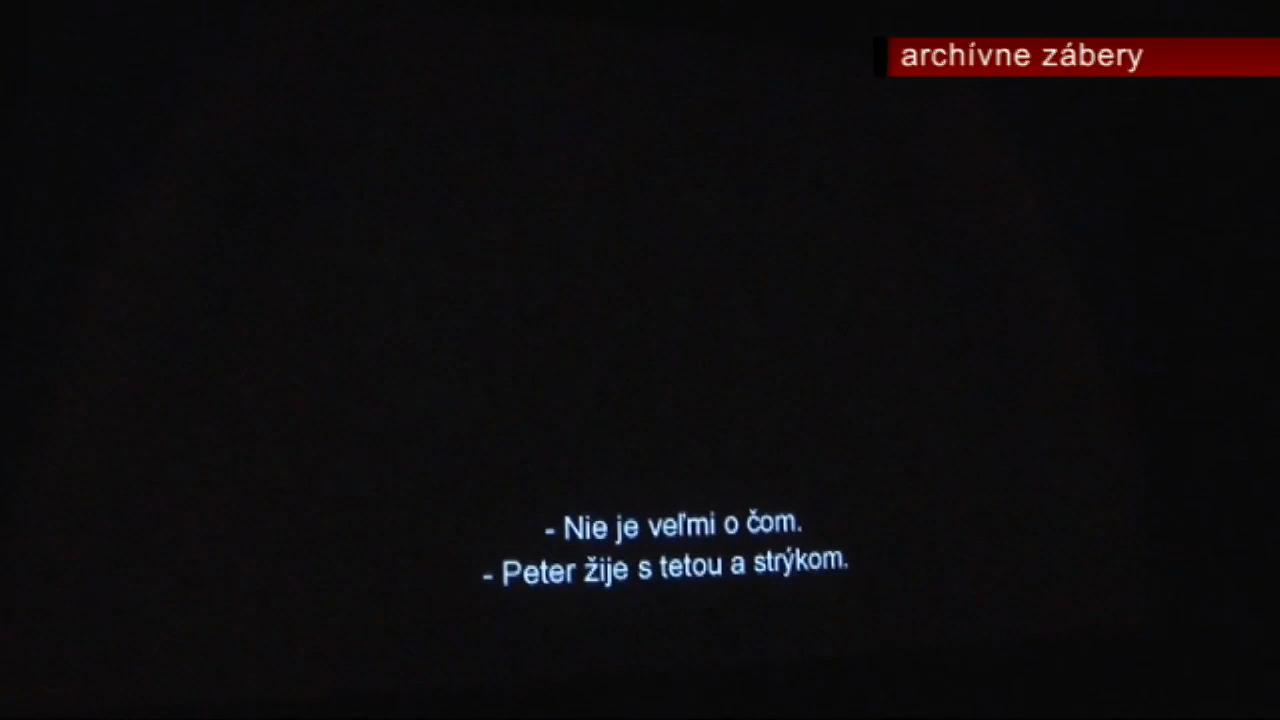 archívne zábery
- Nie je veľmi o čom.
- Peter žije s tetou a strýkom.